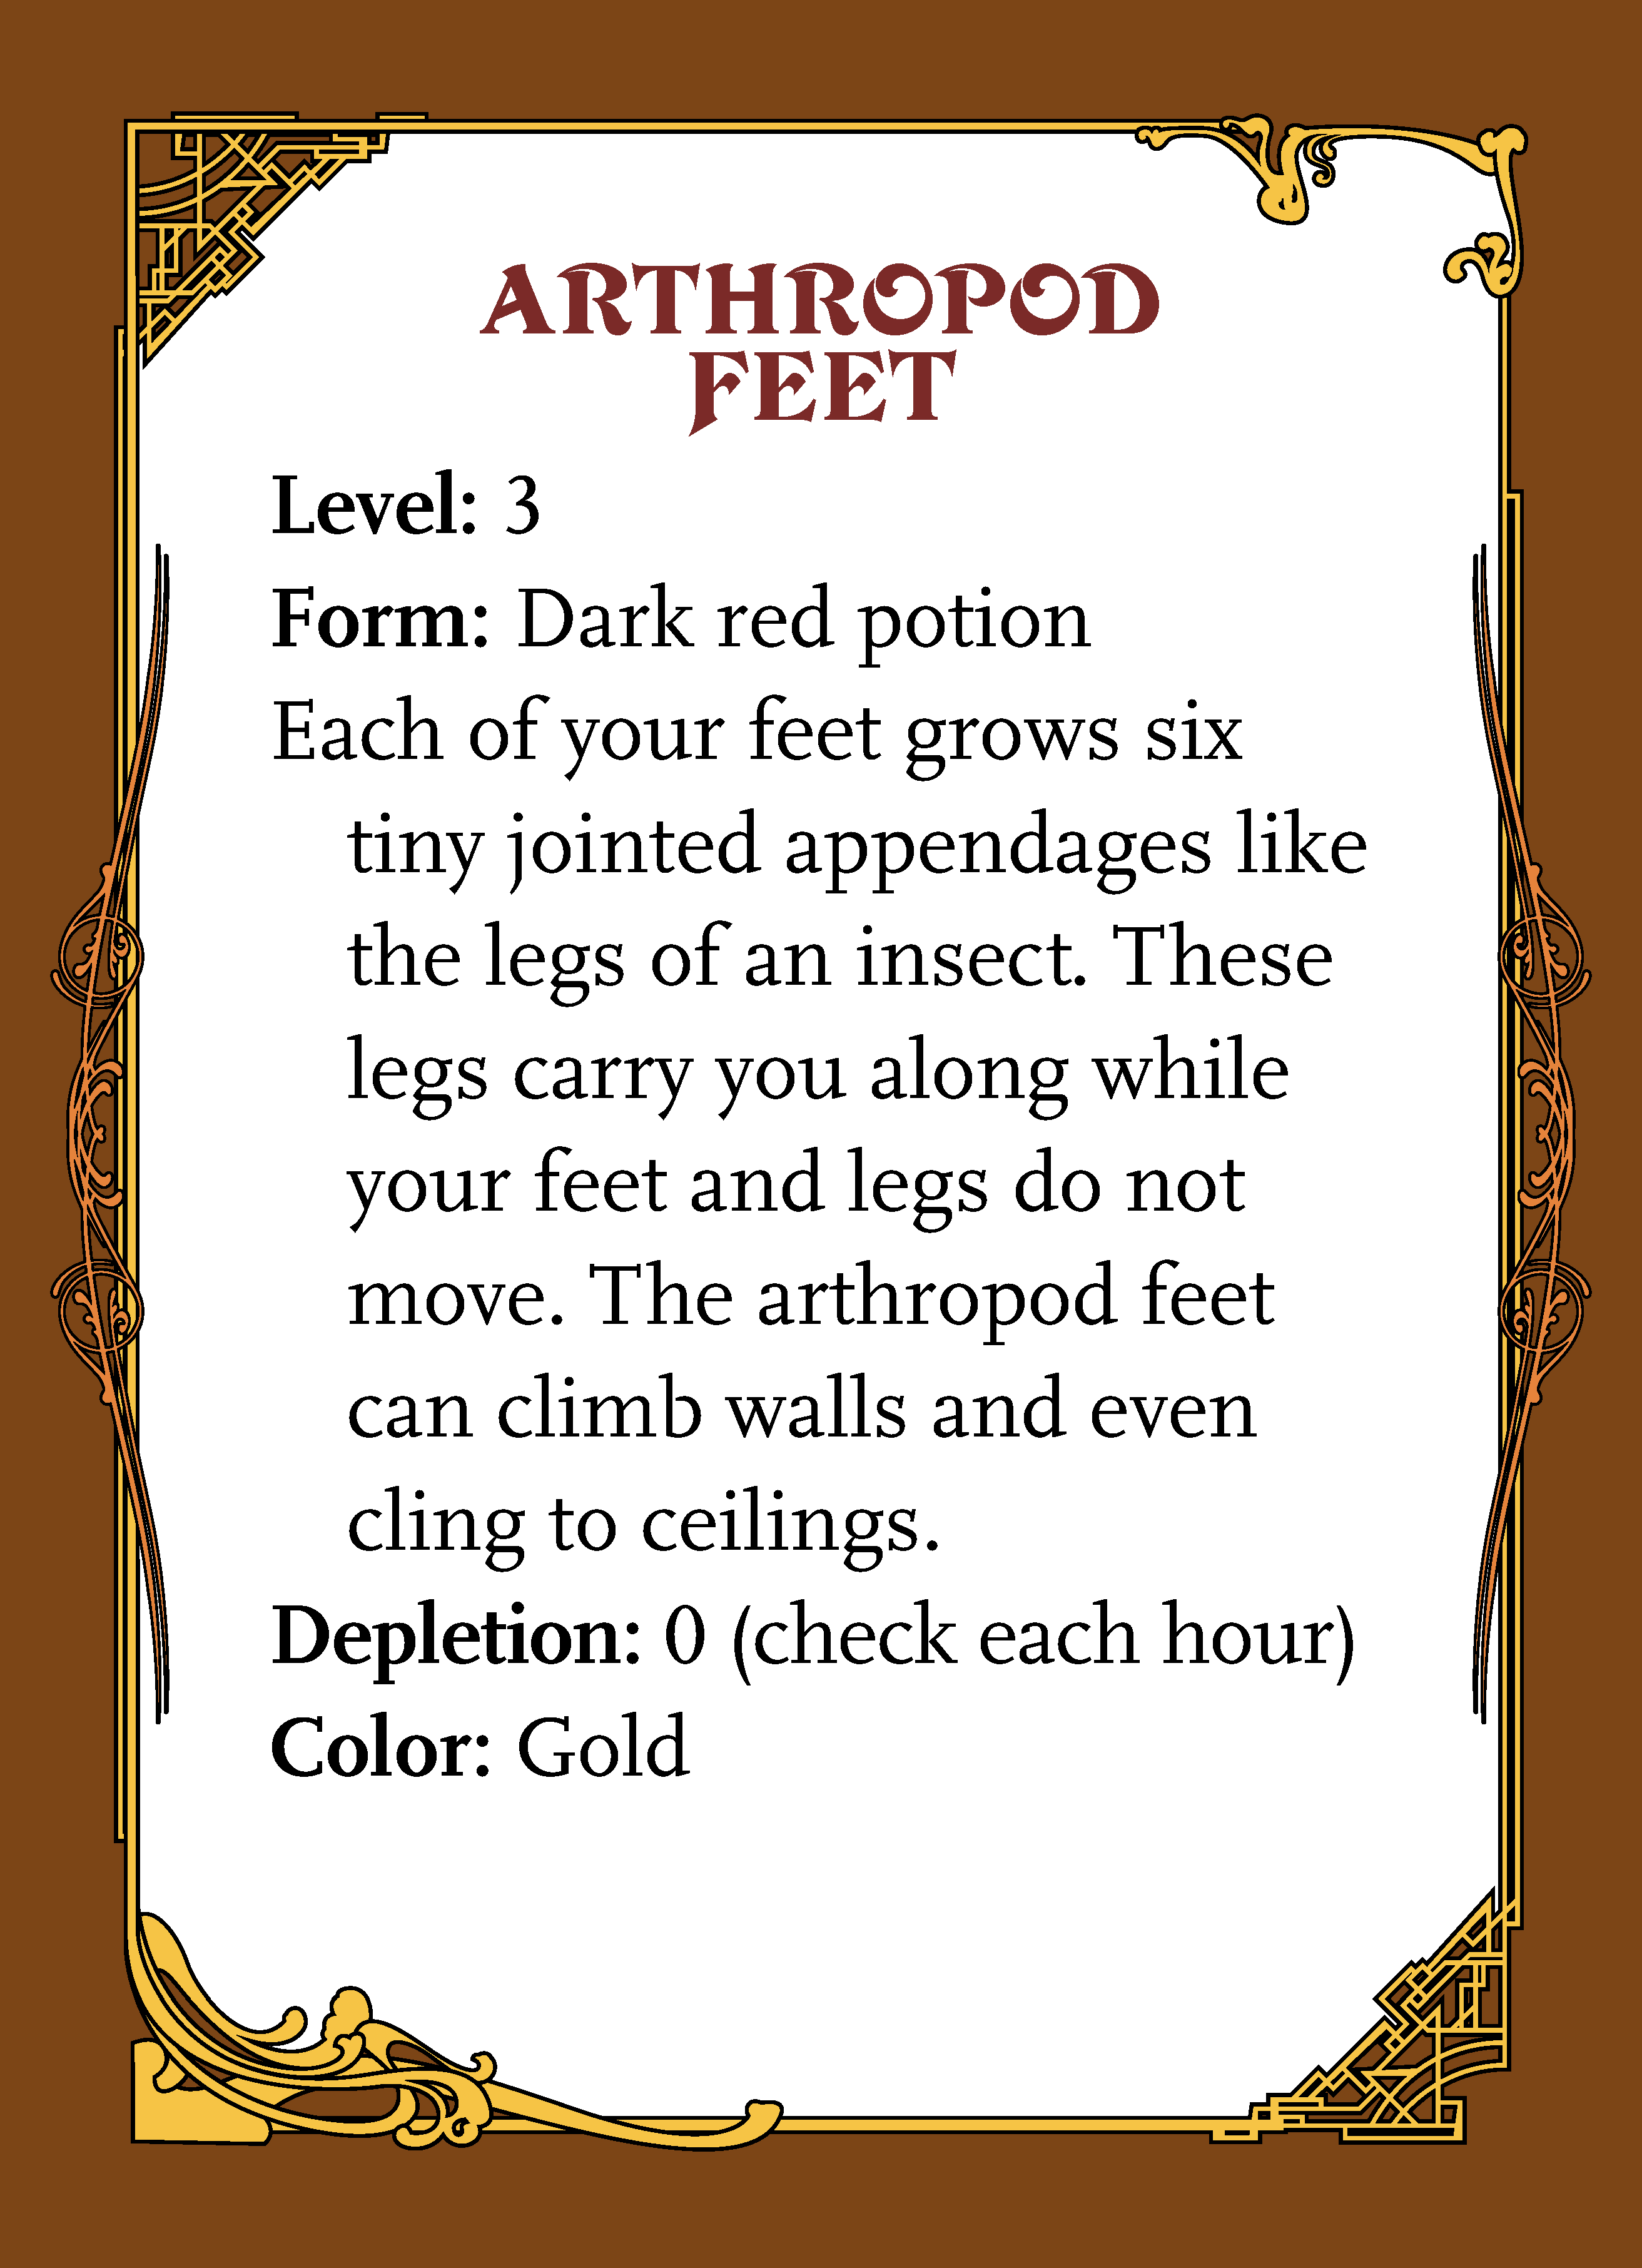 ARTHROPOD
FEET
Level: 3
Form: Dark red potion
Each of your feet grows six
tiny jointed appendages like
the legs of an insect. These
legs carry you along while
your feet and legs do not
move. The arthropod feet
can climb walls and even
cling to ceilings.
Depletion: 0 (check each hour)
Color: Gold